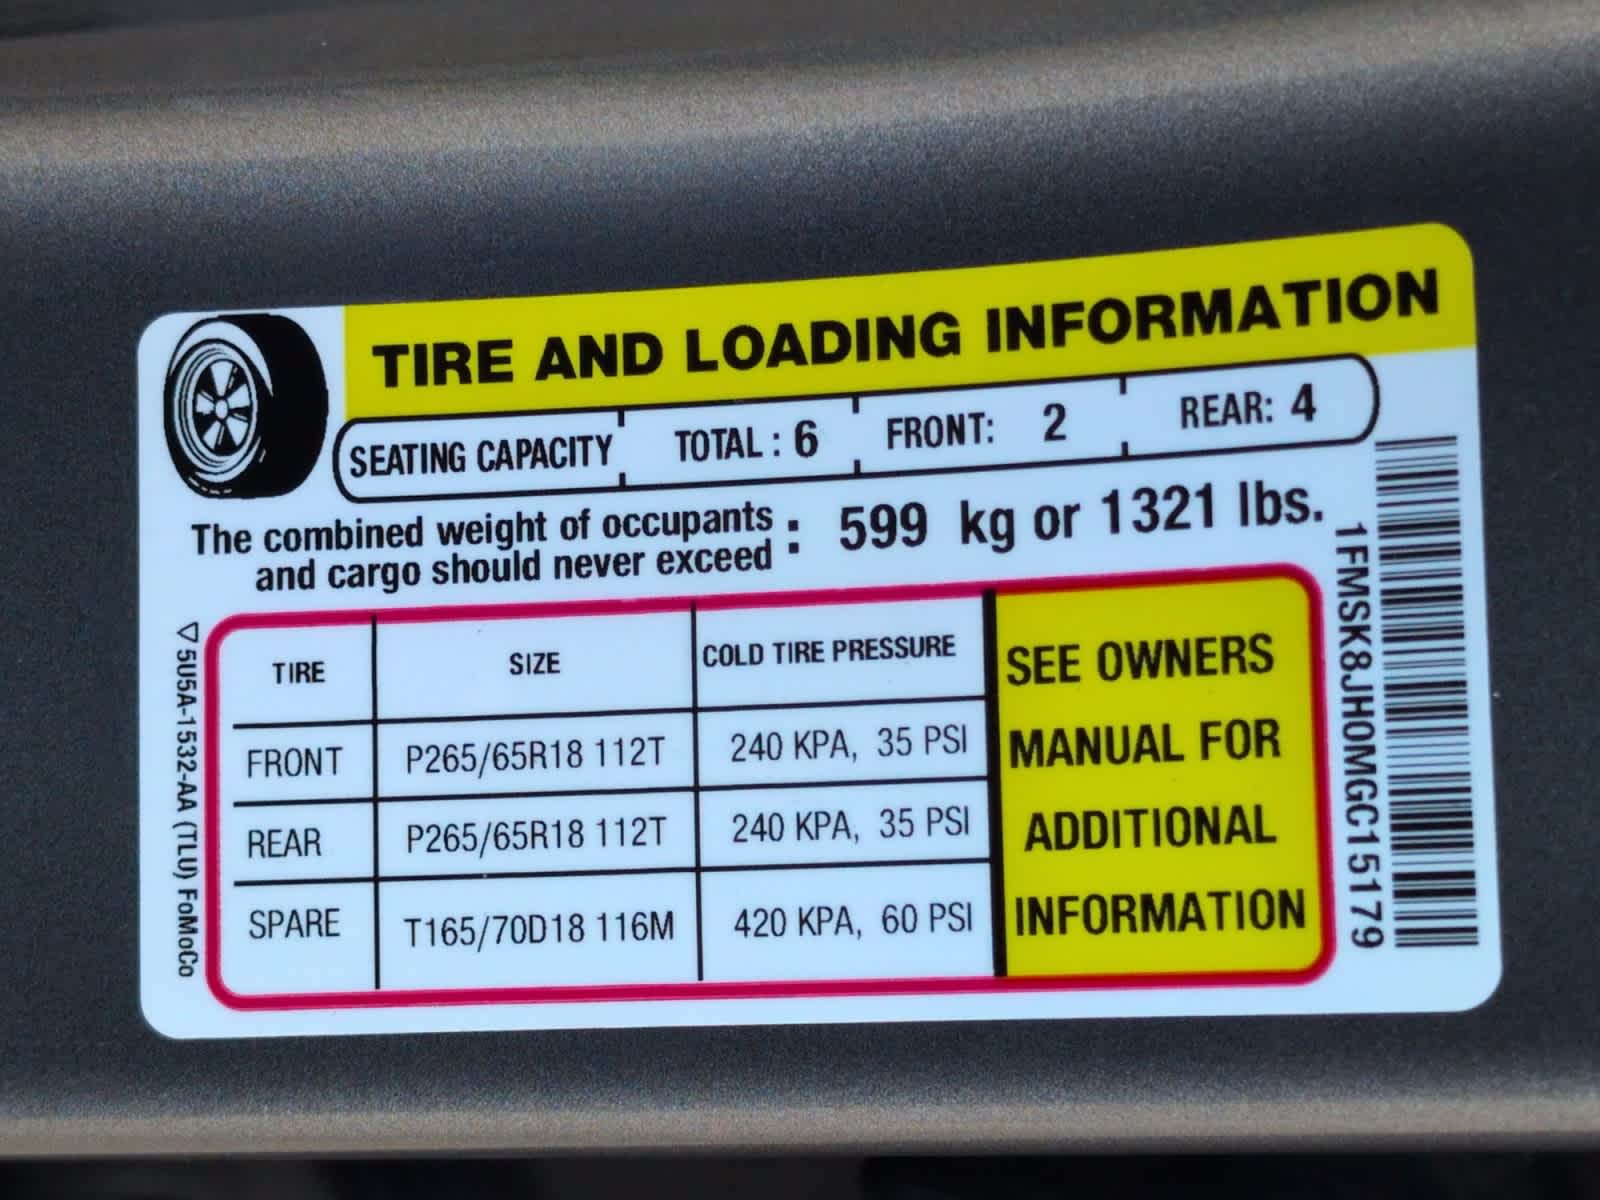 TIRE AND LOADING INFORMATION
SEATING CAPACITY TOTAL : 6 FRONT: 2 REAR: 4
The combined weight of occupants
and cargo should never exceed : 599 kg or 1321 lbs.
TIRE SIZE COLD TIRE PRESSURE
FRONT P265/65R18 112T 240 KPA, 35 PSI
REAR P265/65R18 112T 240 KPA, 35 PSI
SPARE T165/70D18 116M 420 KPA, 60 PSI
SEE OWNERS
MANUAL FOR
ADDITIONAL
INFORMATION
5U5A-1532-AA (TLU) FoMoCo
1FMSK8JH0MGC15179